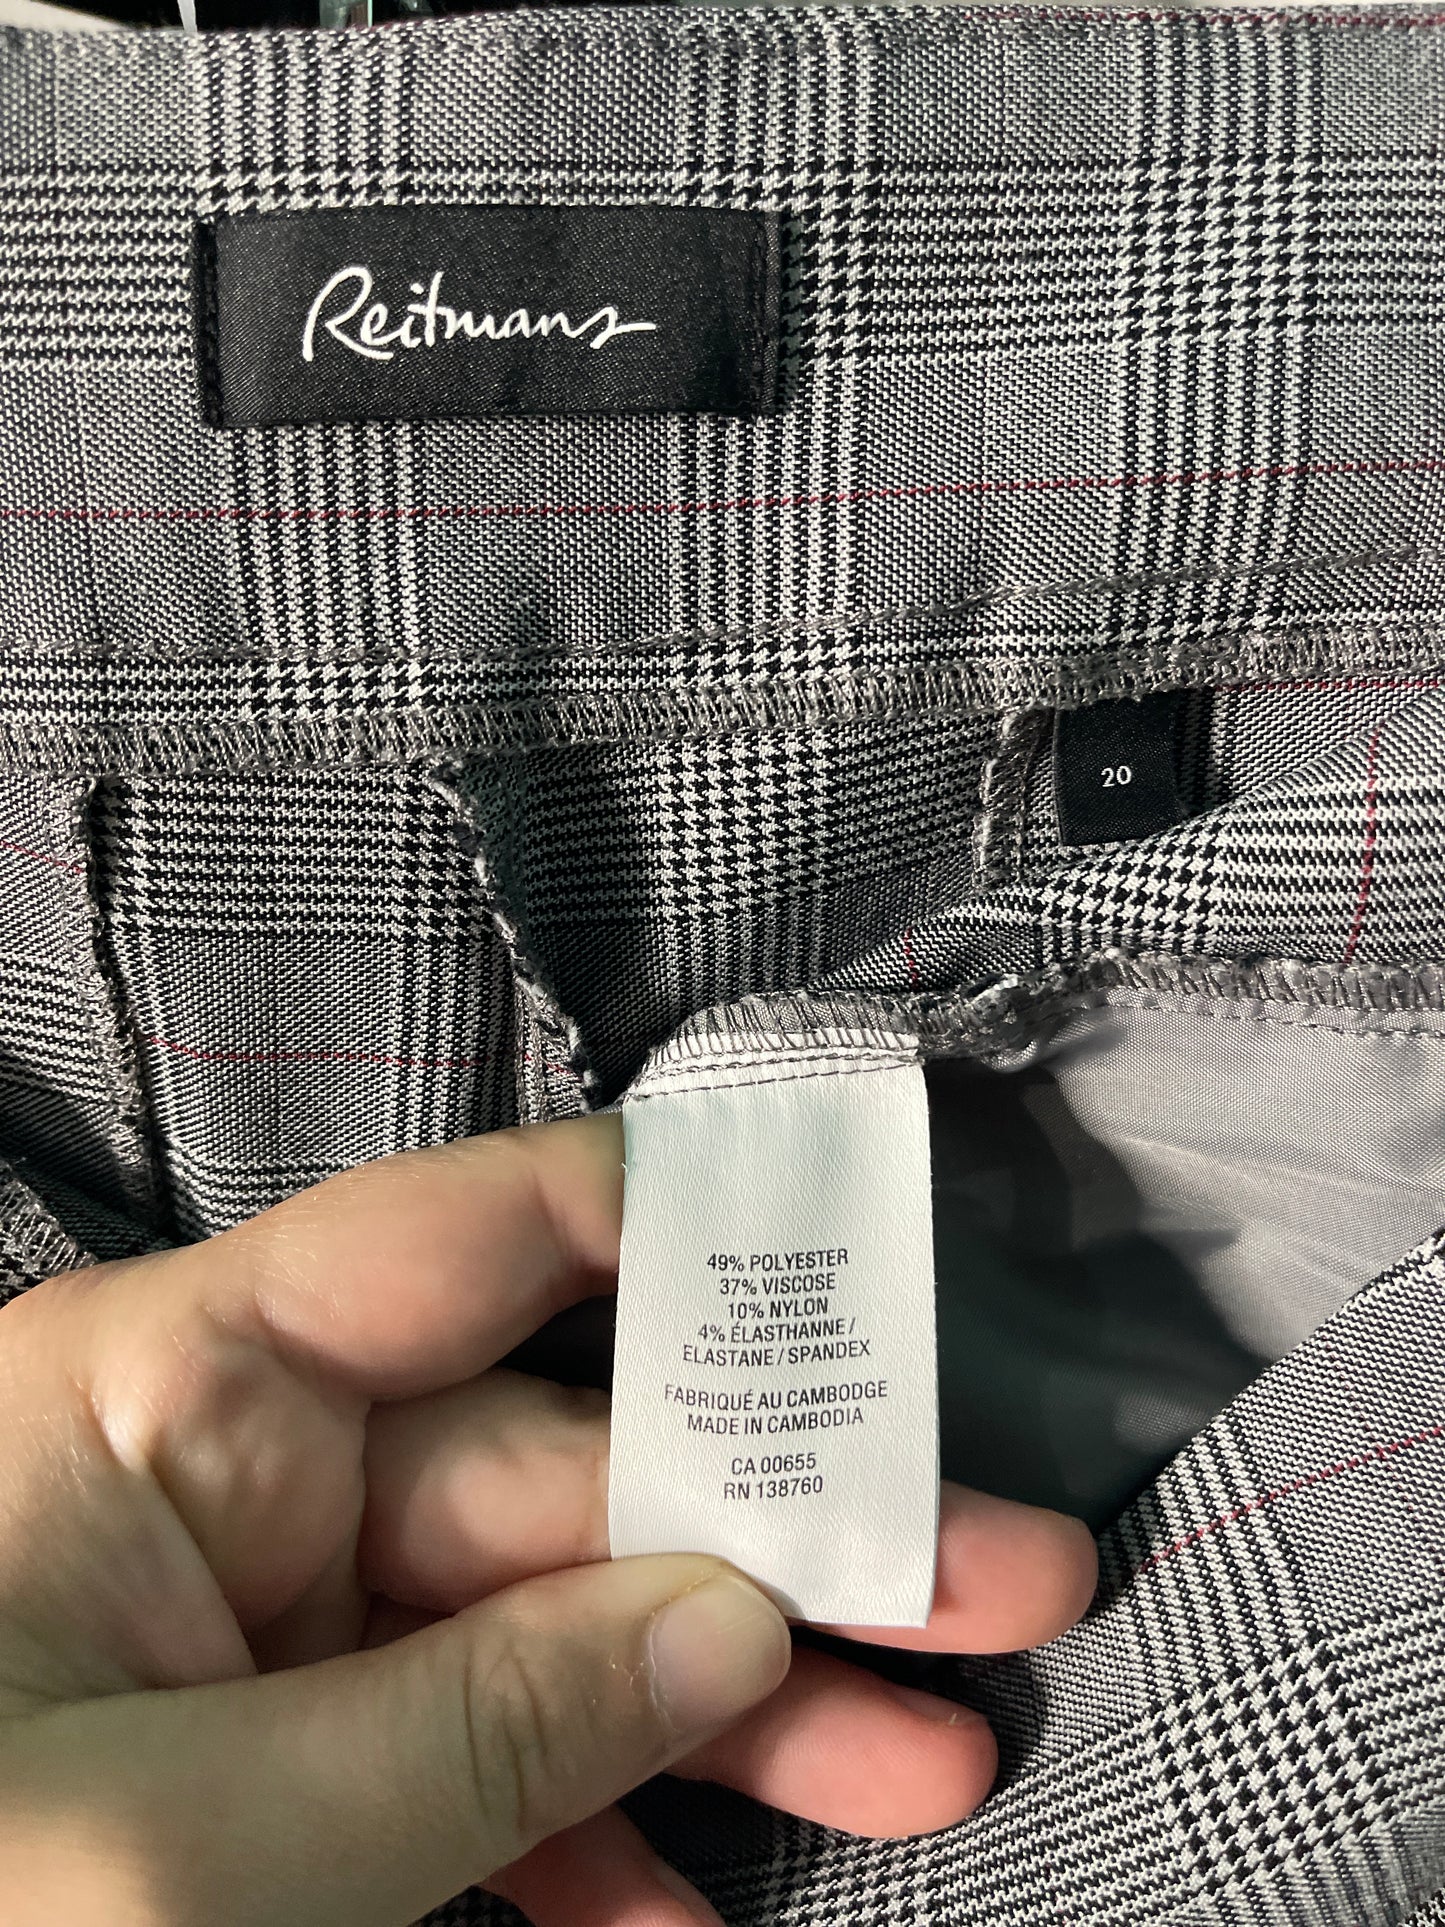 Reitmans
20
49% POLYESTER
37% VISCOSE
10% NYLON
4% ÉLASTHANNE /
ELASTANE / SPANDEX
FABRIQUÉ AU CAMBODGE
MADE IN CAMBODIA
CA 00655
RN 138760